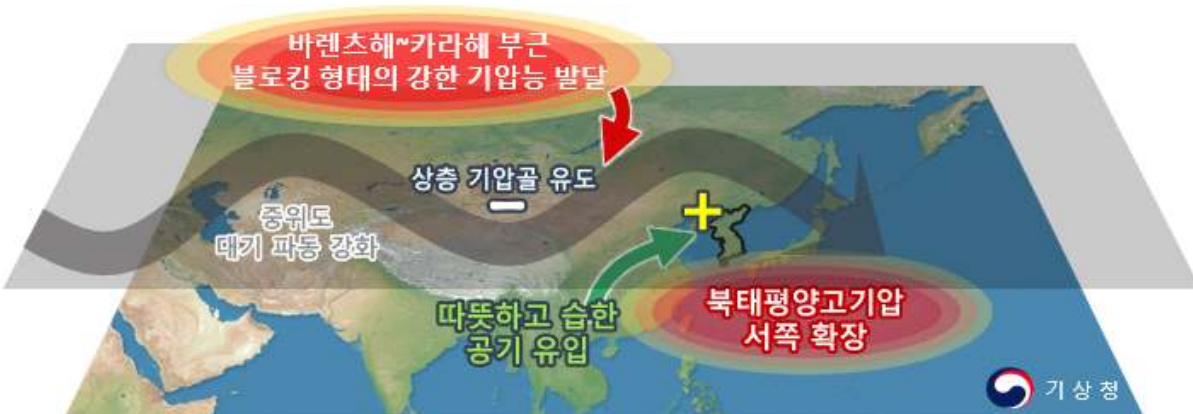 바렌츠해~카라해 부근
블로킹 형태의 강한 기압능 발달
상층 기압골 유도
중위도
대기 파동 강화
따뜻하고 습한
공기 유입
북태평양고기압
서쪽 확장
기상청